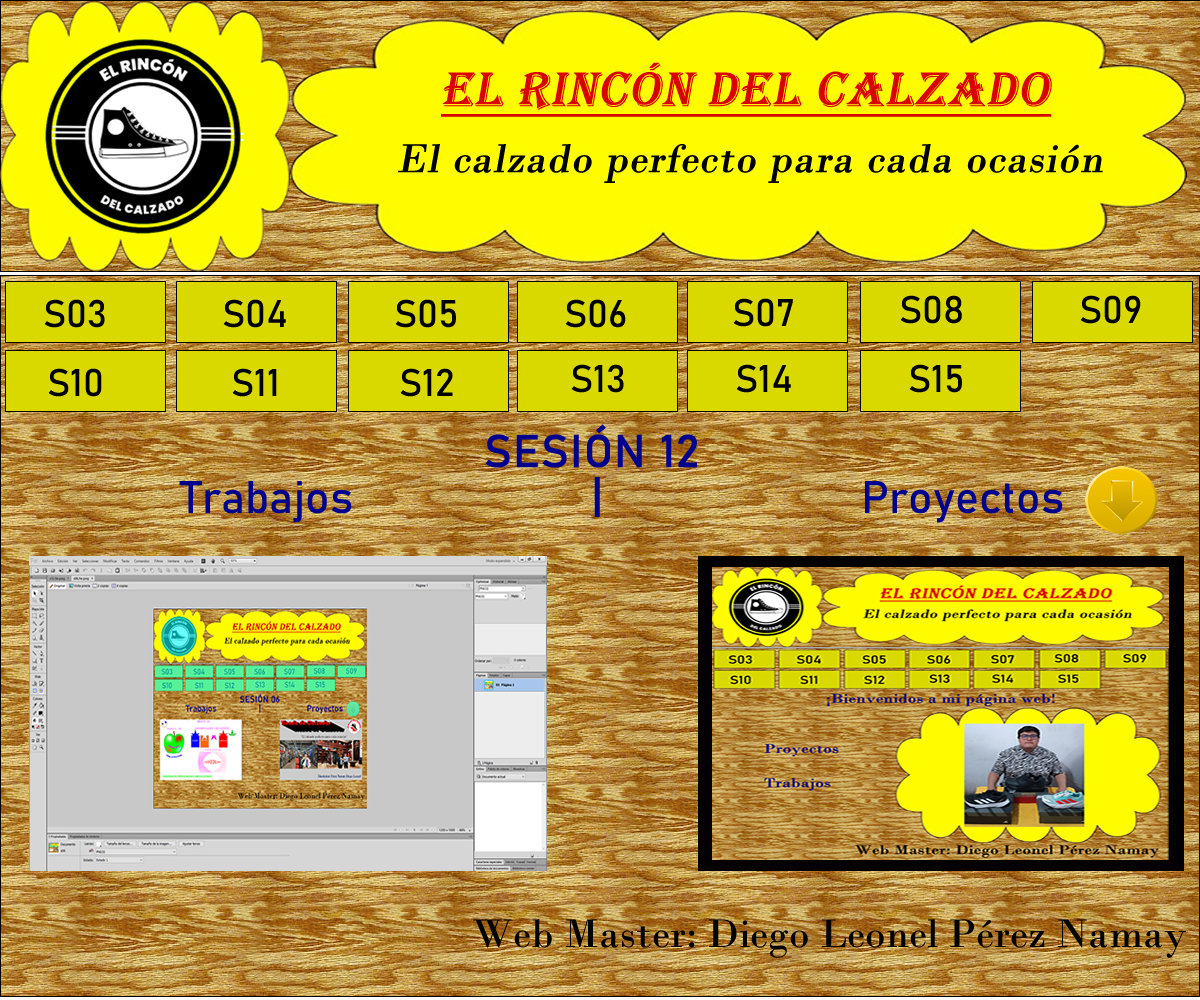 EL RINCÓN
DEL CALZADO
EL RINCÓN DEL CALZADO
El calzado perfecto para cada ocasión
S03 S04 S05 S06 S07 S08 S09
S10 S11 S12 S13 S14 S15
SESIÓN 12
Trabajos | Proyectos
EL RINCÓN DEL CALZADO
El calzado perfecto para cada ocasión
S03 S04 S05 S06 S07 S08 S09
S10 S11 S12 S13 S14 S15
SESIÓN 06
Trabajos | Proyectos
Web Master: Diego Leonel Pérez Namay
EL RINCÓN
DEL CALZADO
EL RINCÓN DEL CALZADO
El calzado perfecto para cada ocasión
S03 S04 S05 S06 S07 S08 S09
S10 S11 S12 S13 S14 S15
¡Bienvenidos a mi página web!
Proyectos
Trabajos
Web Master: Diego Leonel Pérez Namay
Web Master: Diego Leonel Pérez Namay